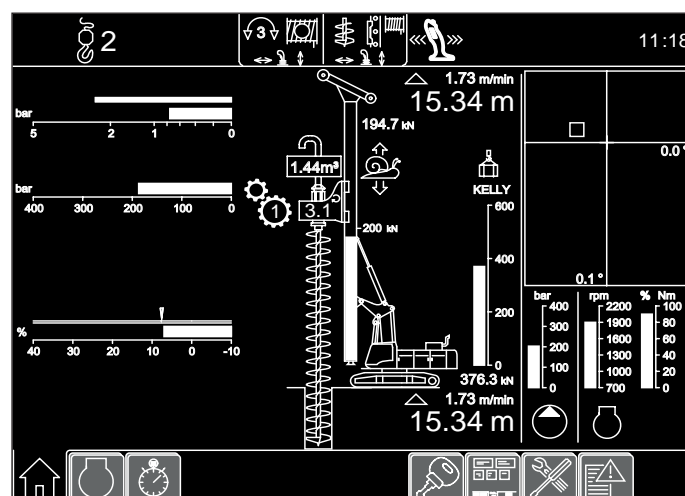 2
3
11:18
1.73 m/min
15.34 m
bar
5 2 1 0
194.7 kN
1.44m³
0.0°
bar
400 300 200 100 0
1
3.1
KELLY
600
400
200
0
200 kN
0.1°
%
40 30 20 10 0 -10
376.3 kN
1.73 m/min
15.34 m
bar
400
300
200
100
0
rpm
2200
1900
1600
1300
1000
700
% Nm
100
80
60
40
20
0